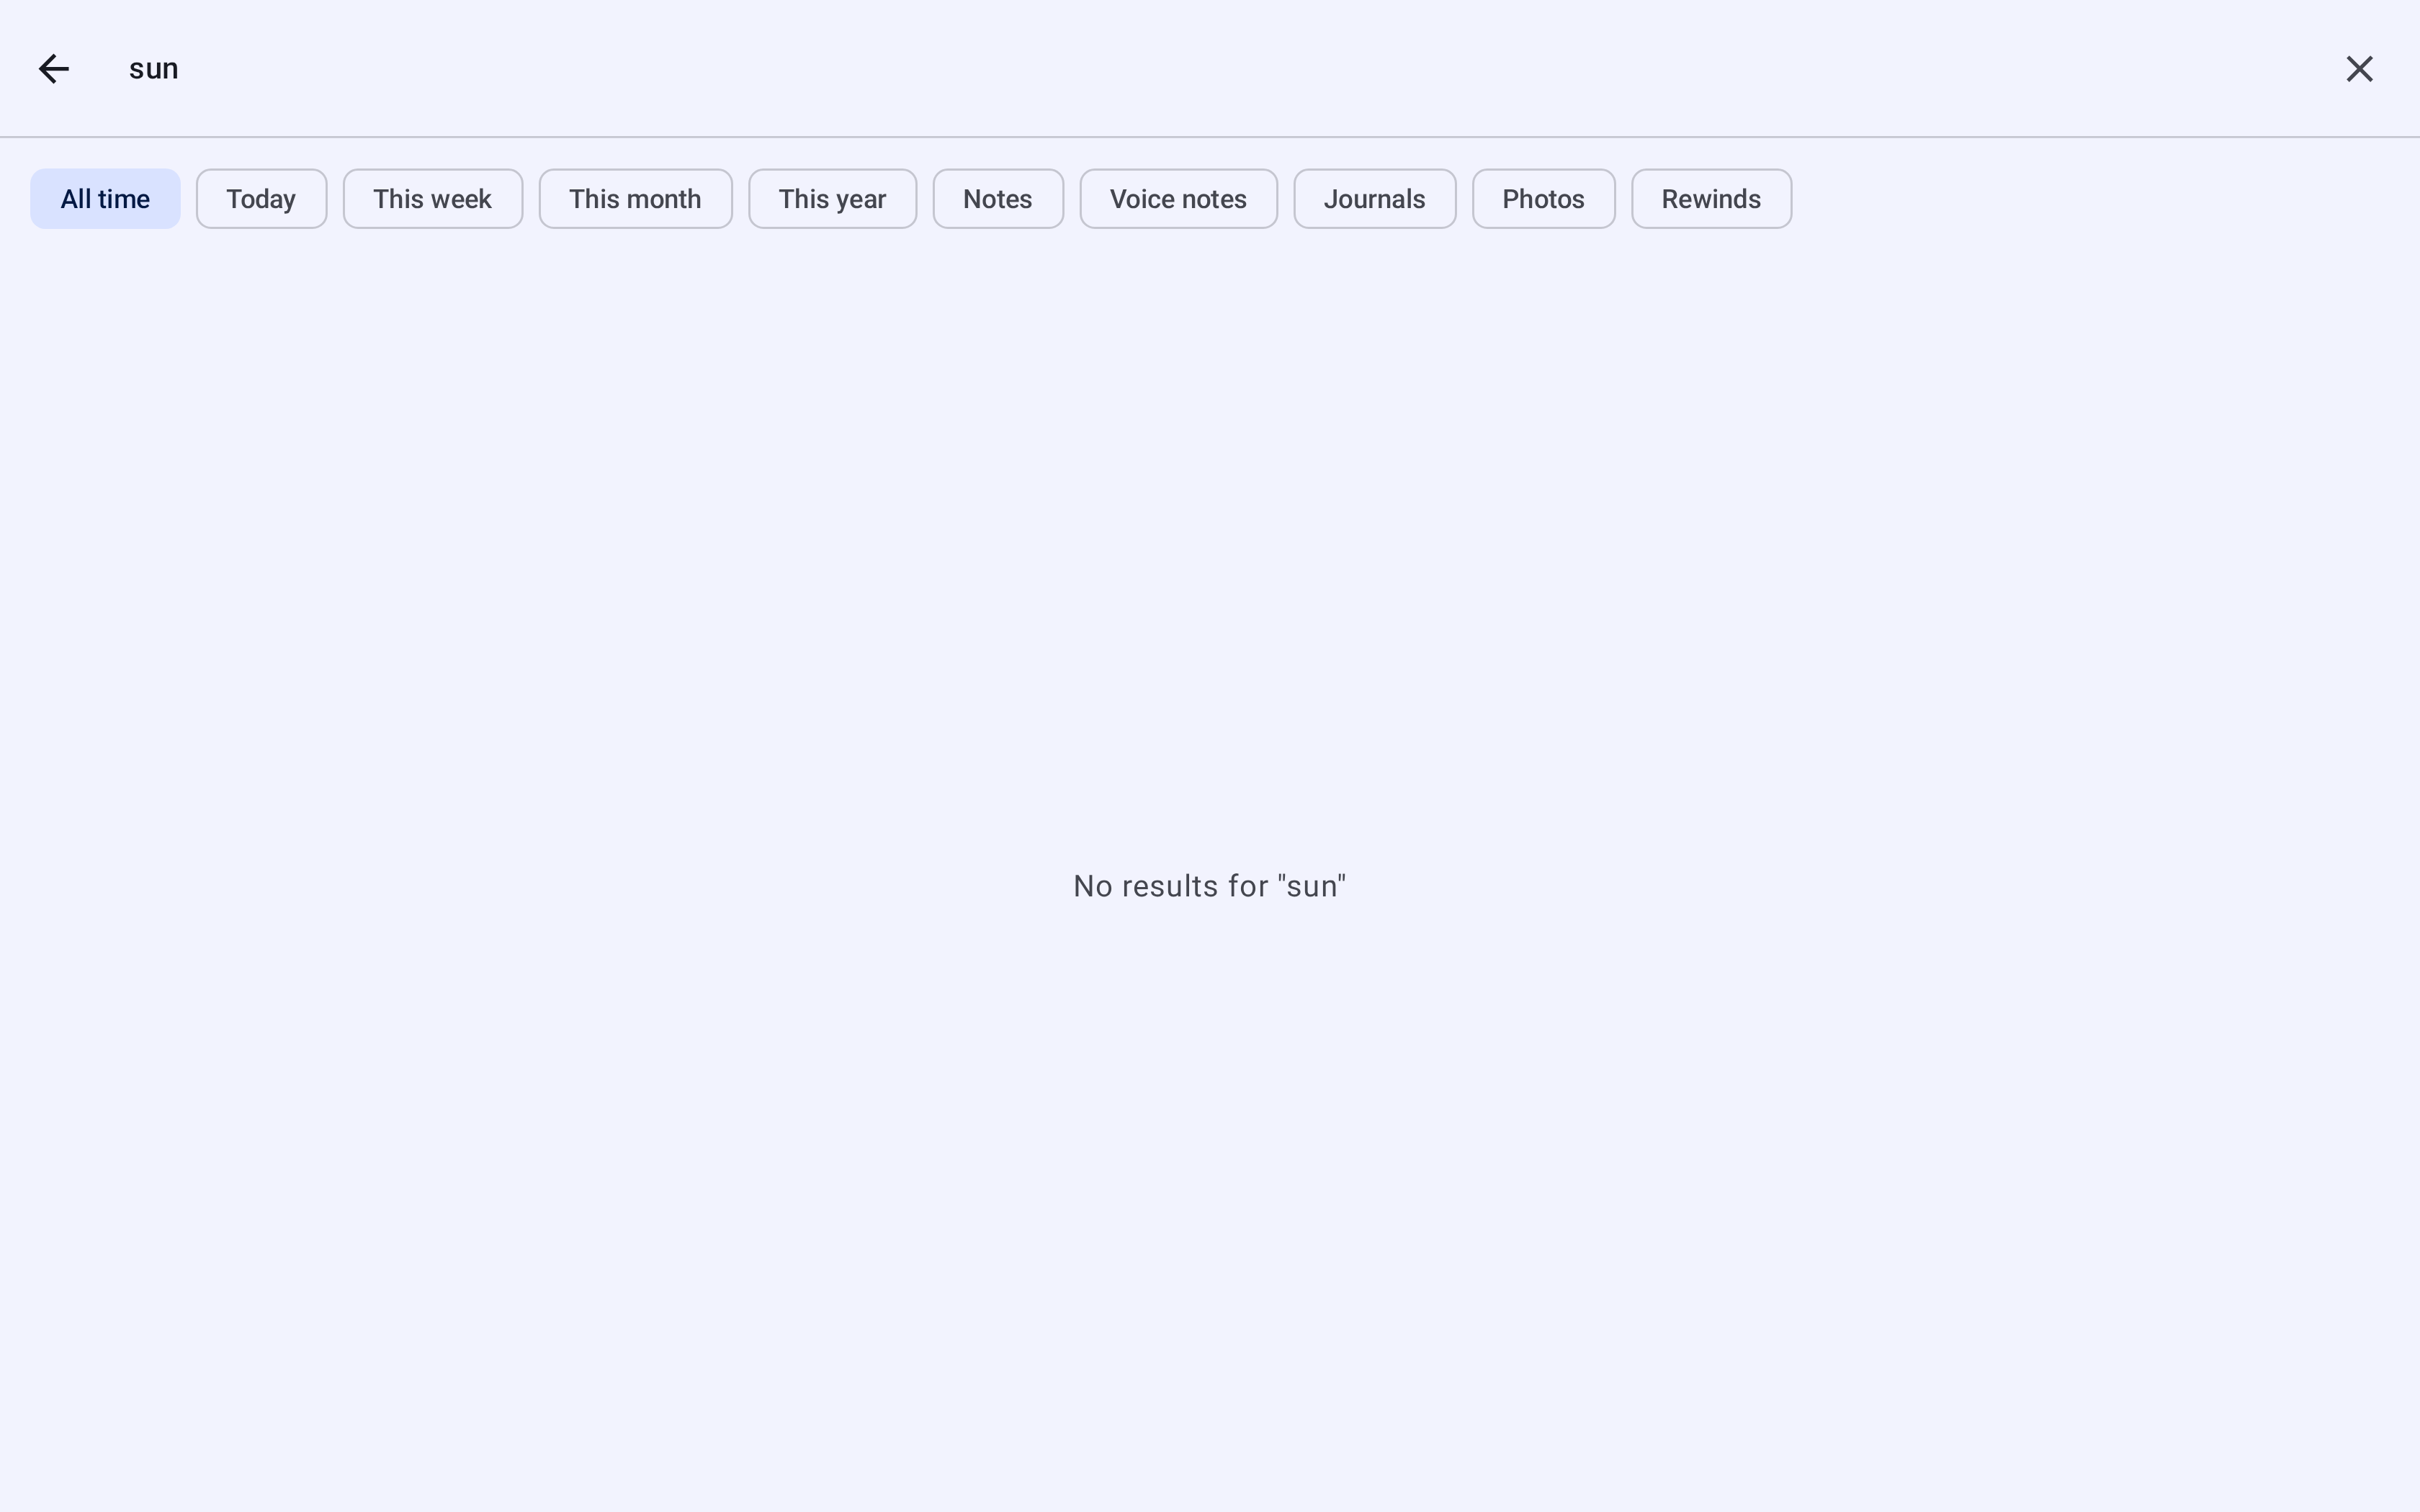 sun
All time Today This week This month This year Notes Voice notes Journals Photos Rewinds
No results for "sun"